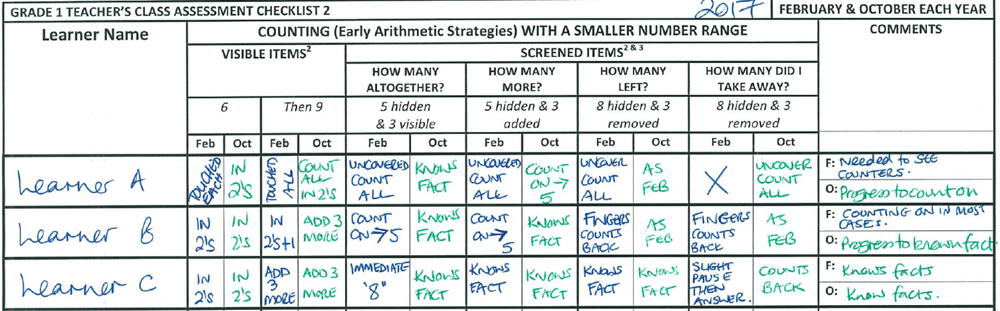 GRADE 1 TEACHER'S CLASS ASSESSMENT CHECKLIST 2 2017 FEBRUARY & OCTOBER EACH YEAR
Learner Name COUNTING (Early Arithmetic Strategies) WITH A SMALLER NUMBER RANGE COMMENTS
VISIBLE ITEMS² SCREENED ITEMS² & ³
HOW MANY HOW MANY HOW MANY HOW MANY DID I
ALTOGETHER? MORE? LEFT? TAKE AWAY?
6 Then 9 5 hidden 5 hidden & 3 8 hidden & 3 8 hidden & 3
& 3 visible added removed removed
Feb Oct Feb Oct Feb Oct Feb Oct Feb Oct Feb Oct
Learner A
TOUCHED
EACH
IN
2's
TOUCHED
ALL
COUNT
ALL
IN 2's
UNCOVERED
COUNT
ALL
KNOWS
FACT
UNCOVERED
COUNT
ALL
COUNT
ON →
5
UNCOVER
COUNT
ALL
AS
FEB
X
UNCOVER
COUNT
ALL
F: Needed to SEE
COUNTERS.
O: Progress to count on
Learner B
IN
2's
IN
2's
IN
2's+1
ADD 3
MORE
COUNT
ON → 5
KNOWS
FACT
COUNT
ON →
5
KNOWS
FACT
FINGERS
COUNTS
BACK
AS
FEB
FINGERS
COUNTS
BACK
AS
FEB
F: COUNTING ON IN MOST
CASES.
O: Progress to known fact
Learner C
IN
2's
IN
2's
ADD
3
MORE
ADD 3
MORE
IMMEDIATE
"8"
KNOWS
FACT
KNOWS
FACT
KNOWS
FACT
KNOWS
FACT
KNOWS
FACT
SLIGHT
PAUSE
THEN
ANSWER.
COUNTS
BACK
F: Knows facts
O: Know facts.